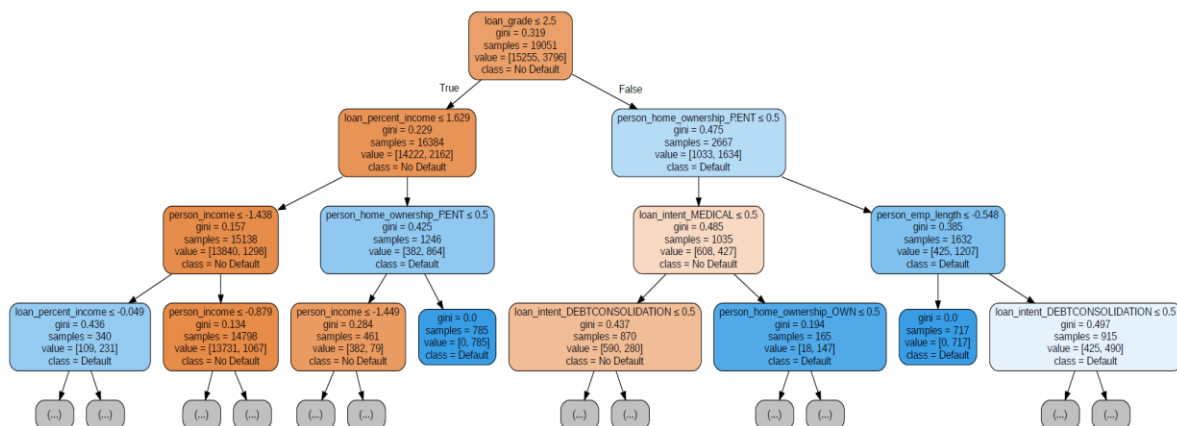 loan_grade ≤ 2.5
gini = 0.319
samples = 19051
value = [15255, 3796]
class = No Default
True
False
loan_percent_income ≤ 1.629
gini = 0.229
samples = 16384
value = [14222, 2162]
class = No Default
person_home_ownership_RENT ≤ 0.5
gini = 0.475
samples = 2667
value = [1033, 1634]
class = Default
person_income ≤ -1.438
gini = 0.157
samples = 15138
value = [13840, 1298]
class = No Default
person_home_ownership_RENT ≤ 0.5
gini = 0.425
samples = 1246
value = [382, 864]
class = Default
loan_intent_MEDICAL ≤ 0.5
gini = 0.485
samples = 1035
value = [608, 427]
class = No Default
person_emp_length ≤ -0.548
gini = 0.385
samples = 1632
value = [425, 1207]
class = Default
loan_percent_income ≤ -0.049
gini = 0.436
samples = 340
value = [109, 231]
class = Default
person_income ≤ -0.879
gini = 0.134
samples = 14798
value = [13731, 1067]
class = No Default
person_income ≤ -1.449
gini = 0.284
samples = 461
value = [382, 79]
class = No Default
gini = 0.0
samples = 785
value = [0, 785]
class = Default
loan_intent_DEBTCONSOLIDATION ≤ 0.5
gini = 0.437
samples = 870
value = [590, 280]
class = No Default
person_home_ownership_OWN ≤ 0.5
gini = 0.194
samples = 165
value = [18, 147]
class = Default
gini = 0.0
samples = 717
value = [0, 717]
class = Default
loan_intent_DEBTCONSOLIDATION ≤ 0.5
gini = 0.497
samples = 915
value = [425, 490]
class = Default
(...)
(...)
(...)
(...)
(...)
(...)
(...)
(...)
(...)
(...)
(...)
(...)